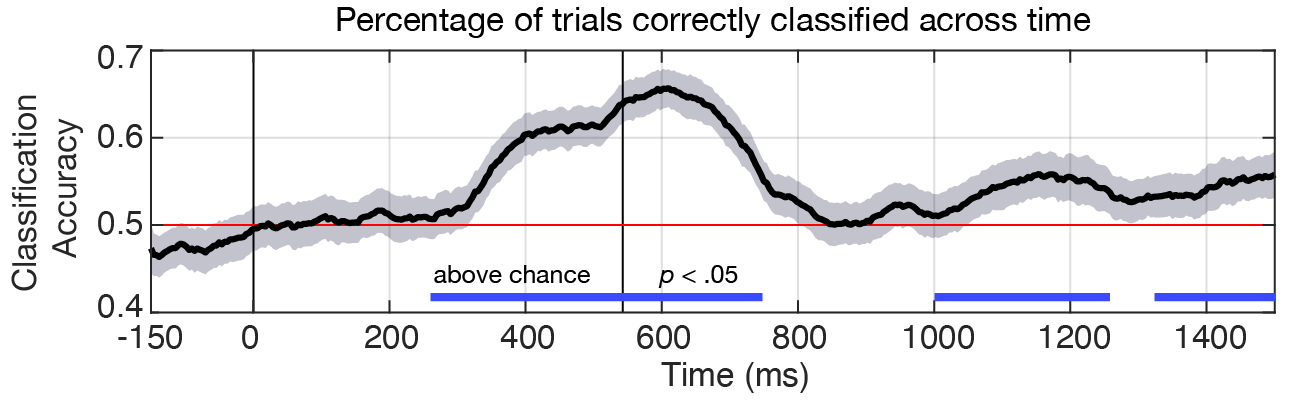 Percentage of trials correctly classified across time
Classification
Accuracy
0.7
0.6
0.5
0.4
above chance p < .05
-150 0 200 400 600 800 1000 1200 1400
Time (ms)